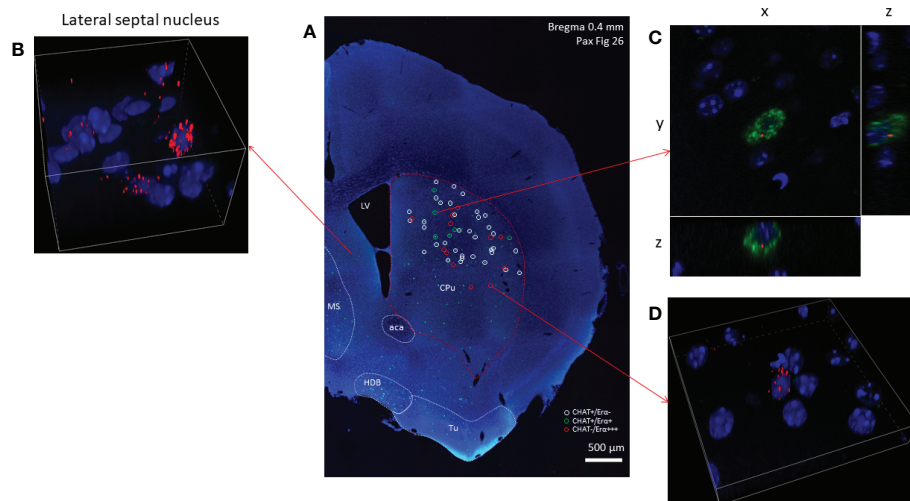 Lateral septal nucleus
B
A
Bregma 0.4 mm
Pax Fig 26
C
x
z
y
z
LV
CPu
MS
aca
HDB
Tu
CHAT+/Erα-
CHAT+/Erα+
CHAT-/Erα+++
500 µm
D